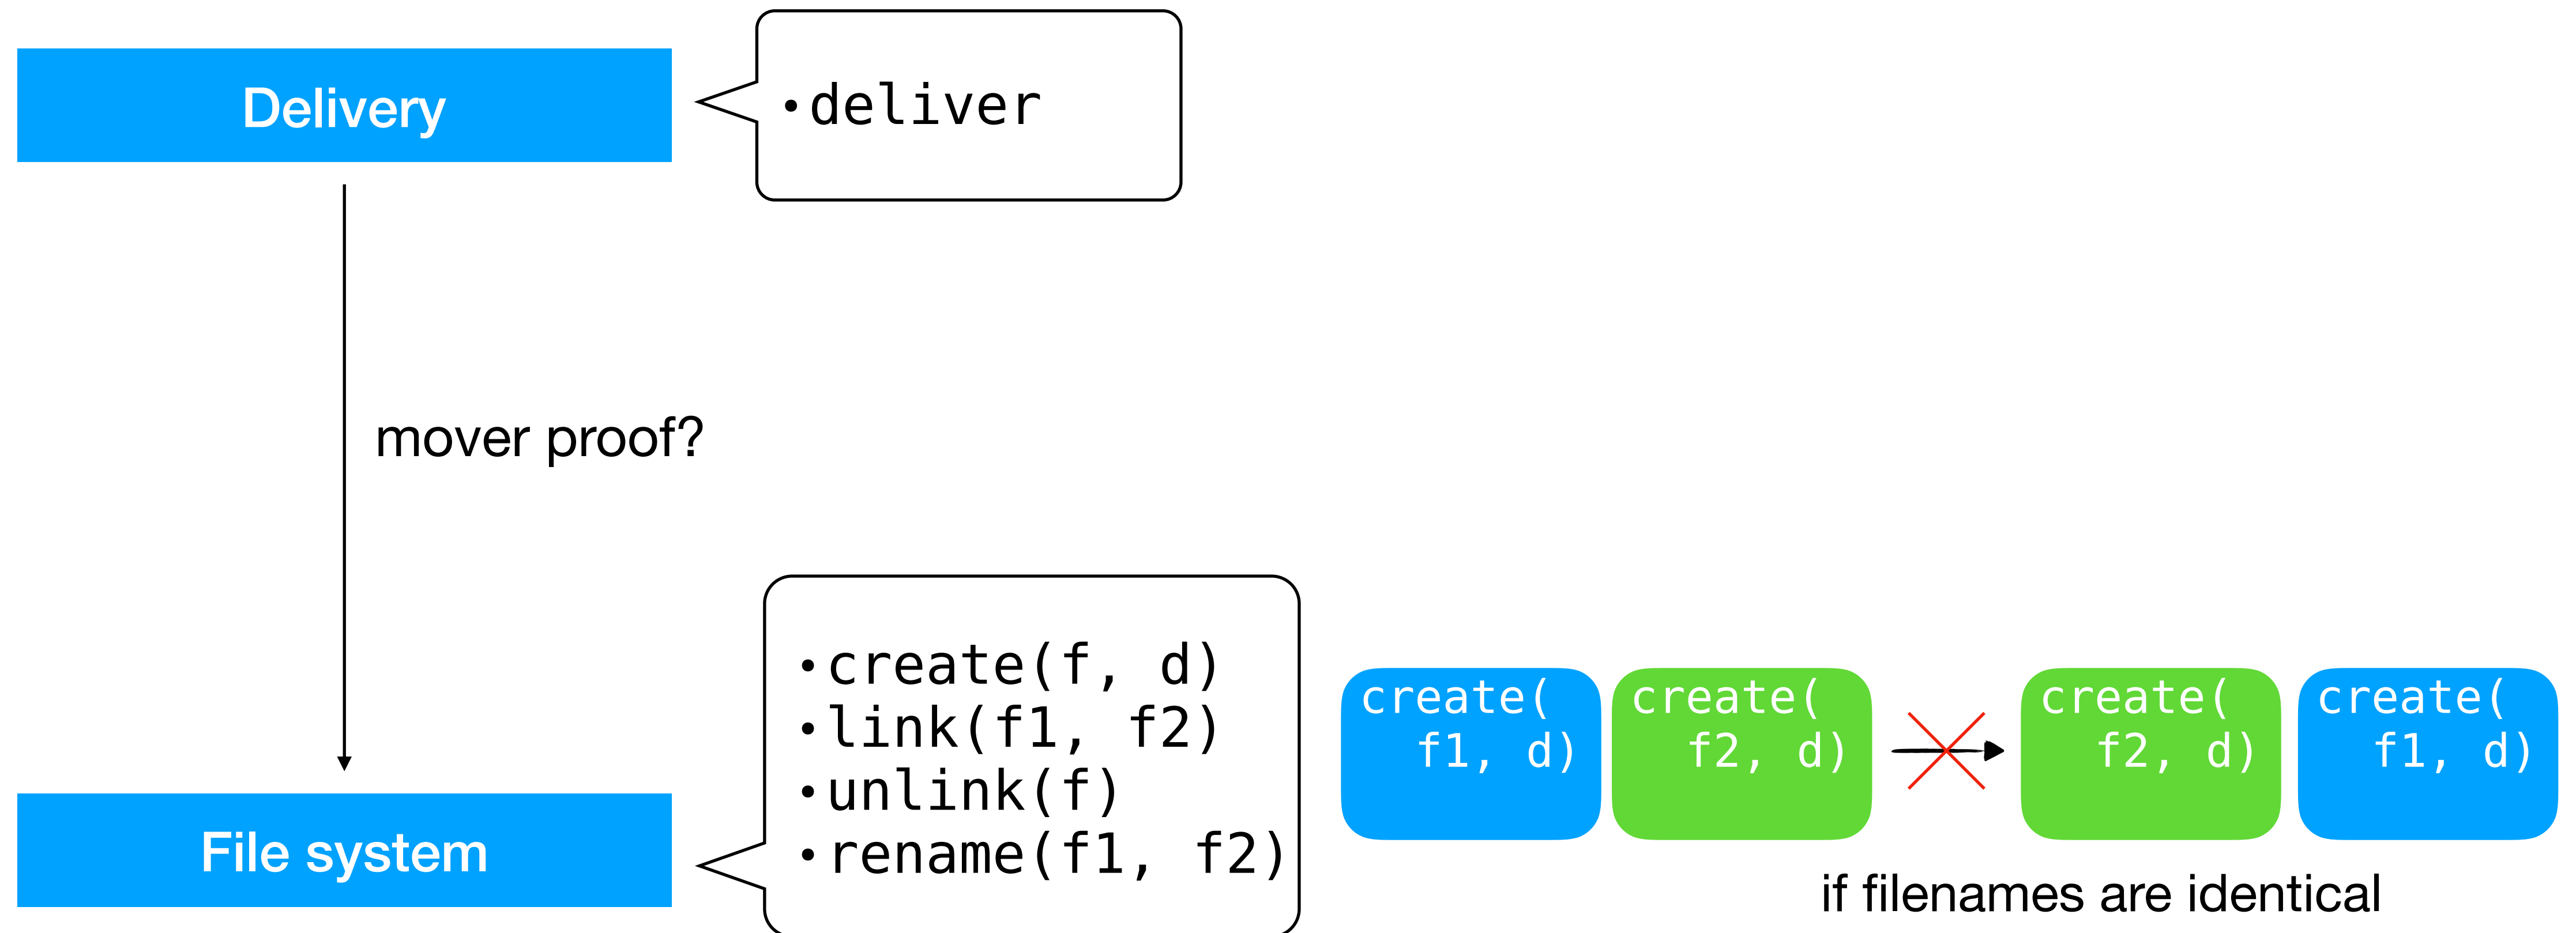 Delivery
• deliver
mover proof?
• create(f, d)
• link(f1, f2)
• unlink(f)
• rename(f1, f2)
File system
create(
f1, d)
create(
f2, d)
create(
f2, d)
create(
f1, d)
if filenames are identical